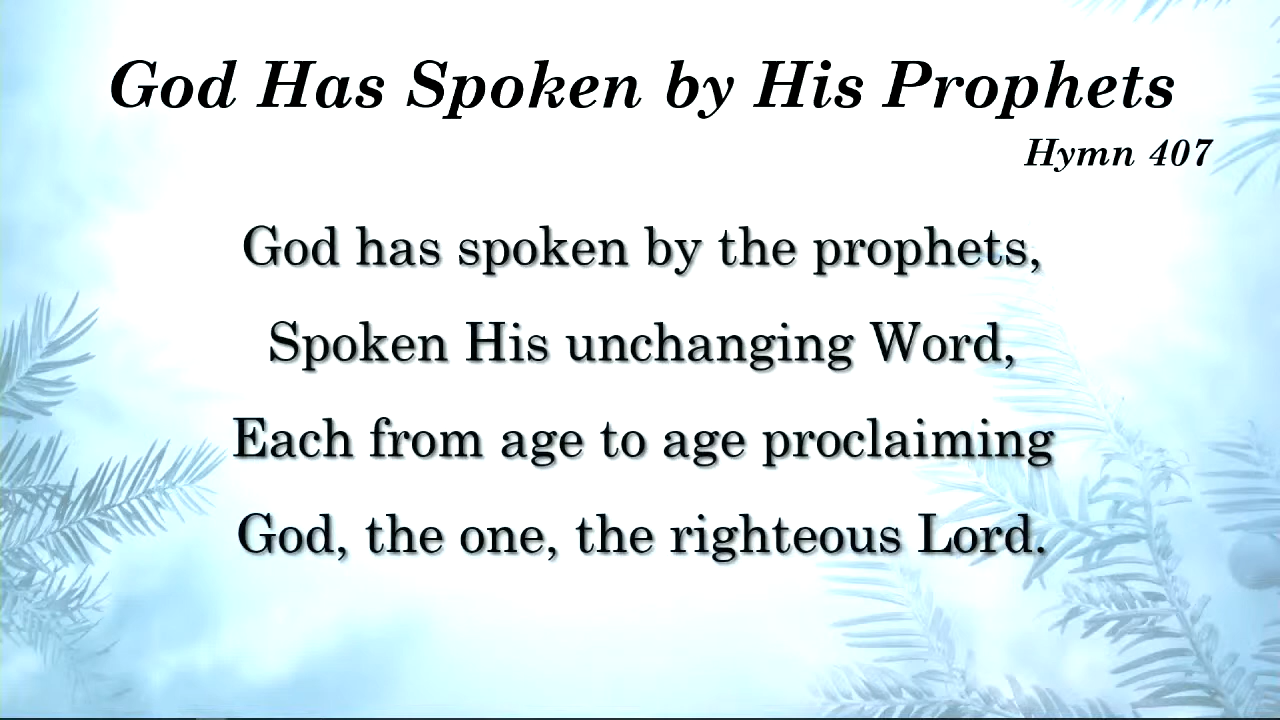 God Has Spoken by His Prophets
Hymn 407
God has spoken by the prophets,
Spoken His unchanging Word,
Each from age to age proclaiming
God, the one, the righteous Lord.